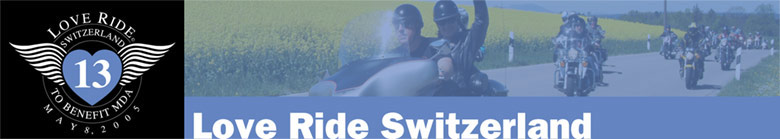 LOVE RIDE®
SWITZERLAND
13
TO BENEFIT MDA
MAY 8, 2005
Love Ride Switzerland